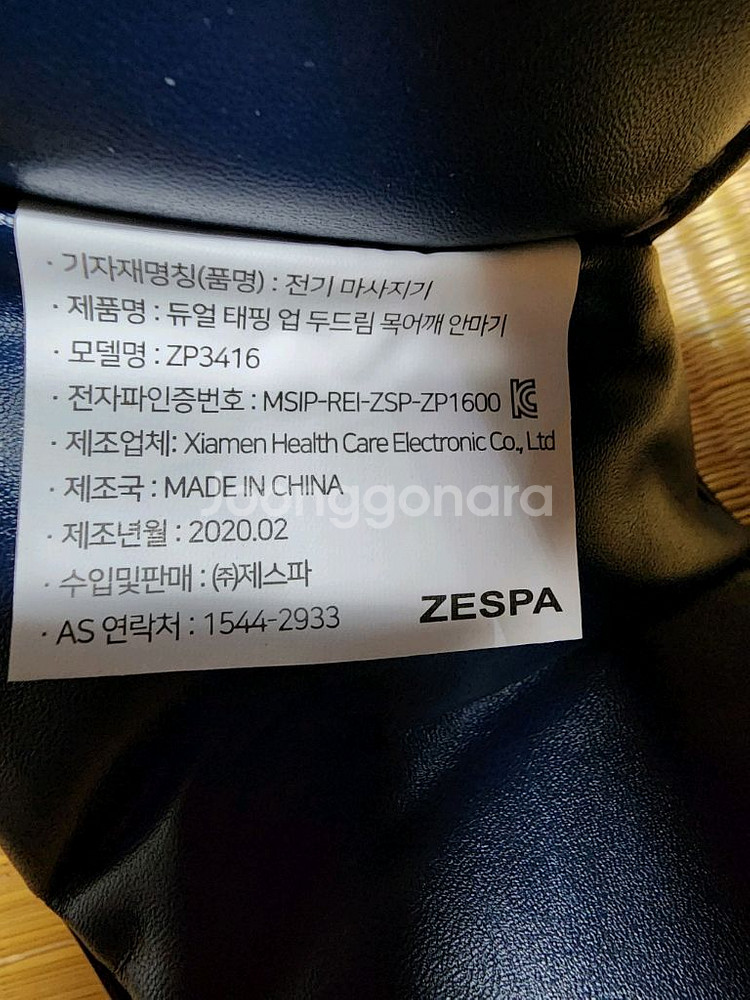 · 기자재명칭(품명) : 전기 마사지기
· 제품명 : 듀얼 태핑 업 두드림 목어깨 안마기
· 모델명 : ZP3416
· 전자파인증번호 : MSIP-REI-ZSP-ZP1600
· 제조업체: Xiamen Health Care Electronic Co., Ltd
· 제조국 : MADE IN CHINA
Joonggonara
· 제조년월 : 2020.02
· 수입및판매 : ㈜제스파
· AS 연락처 : 1544-2933
ZESPA